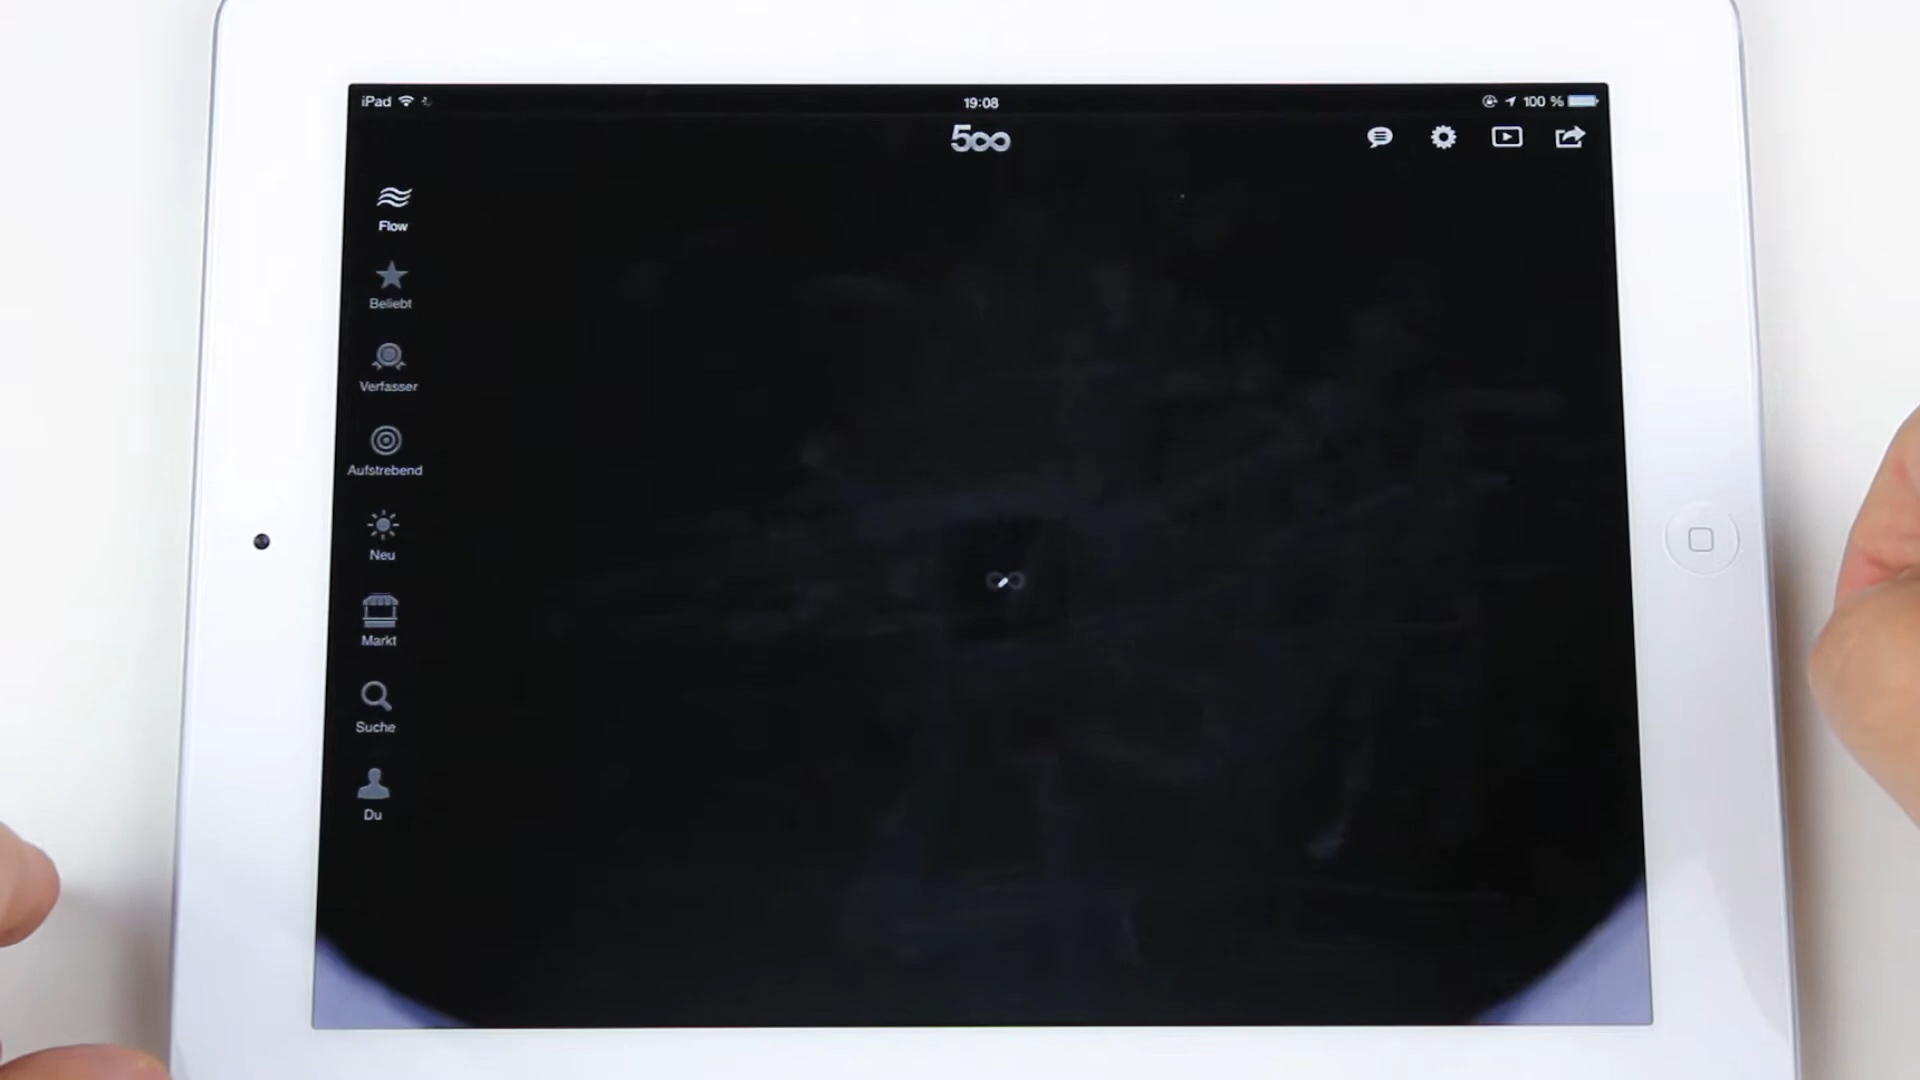 iPad 19:08 100 %
500
Flow
Beliebt
Verfasser
Aufstrebend
Neu
Markt
Suche
Du